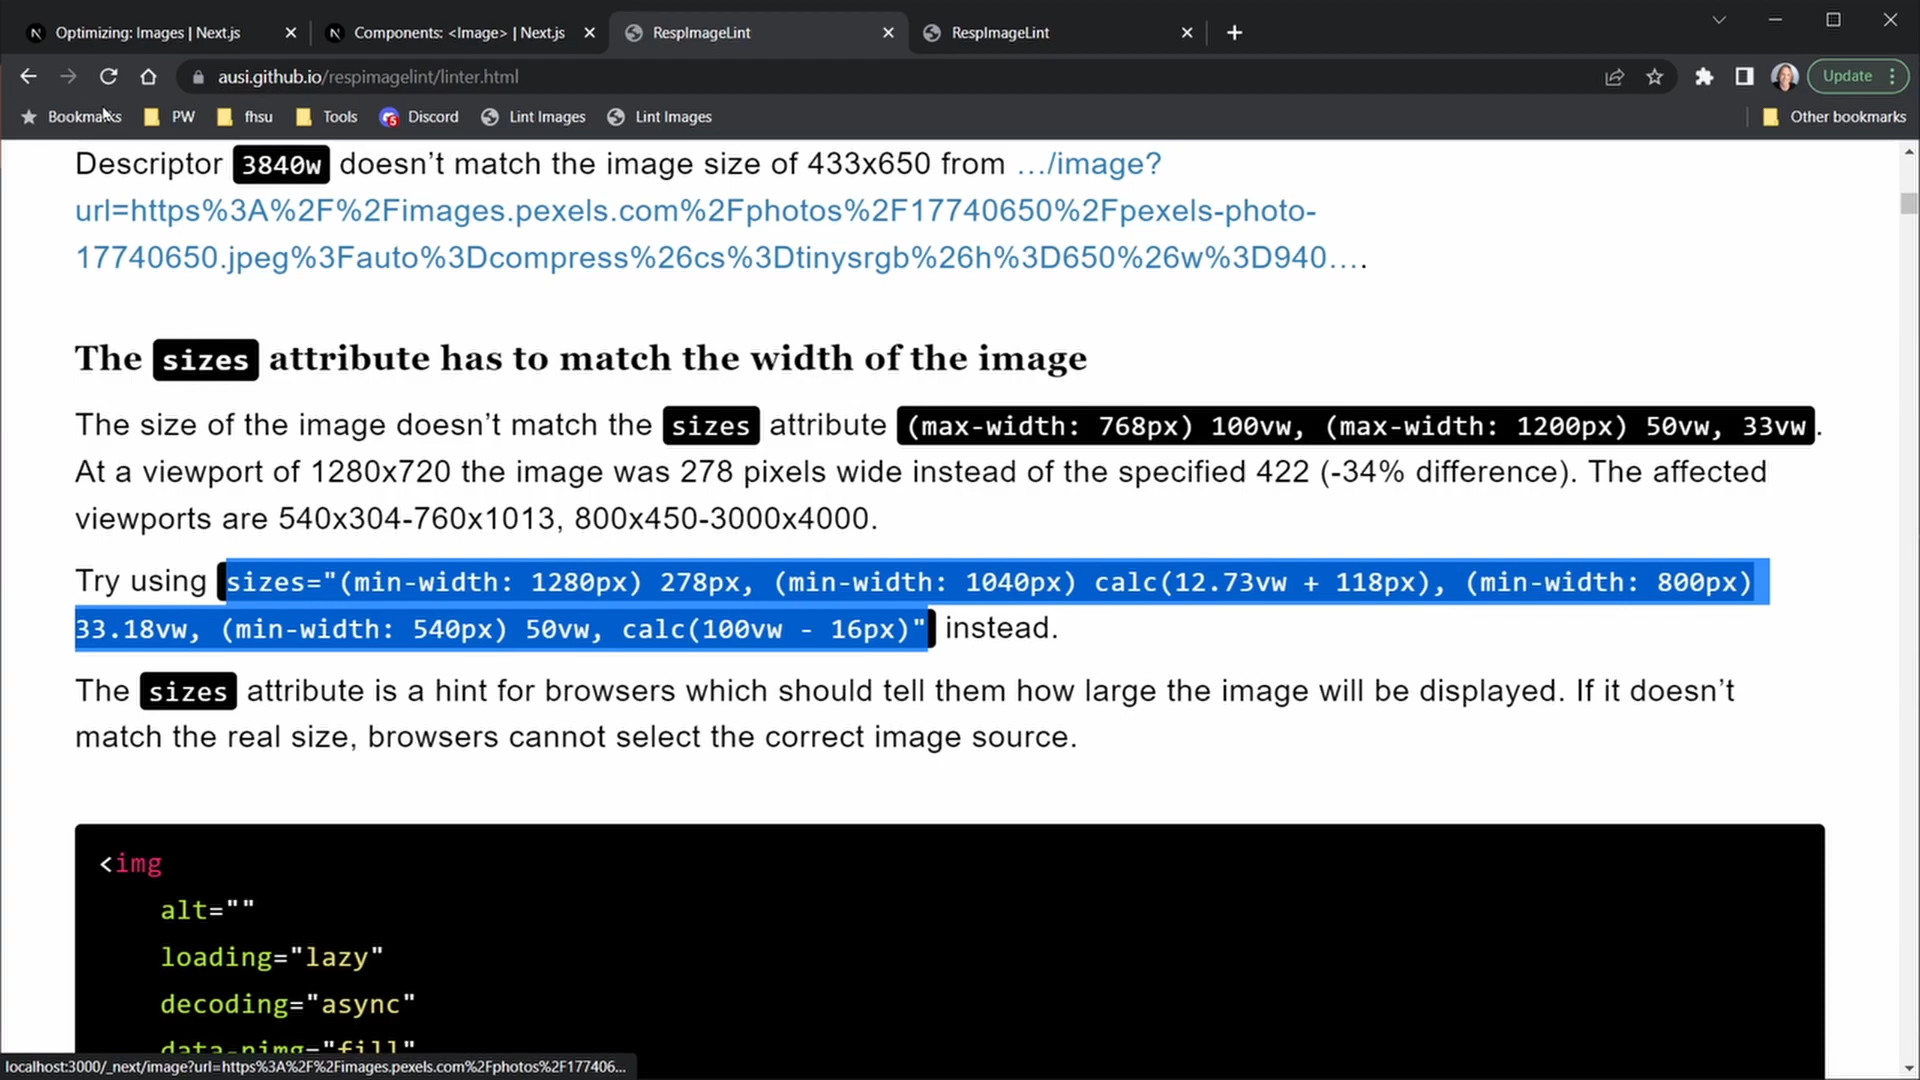 Optimizing: Images | Next.js
Components: <Image> | Next.js
RespImageLint
RespImageLint
ausi.github.io/respimagelint/linter.html
Update
Bookmarks
PW
fhsu
Tools
Discord
Lint Images
Lint Images
Other bookmarks
Descriptor 3840w doesn’t match the image size of 433x650 from …/image?
url=https%3A%2F%2Fimages.pexels.com%2Fphotos%2F17740650%2Fpexels-photo-
17740650.jpeg%3Fauto%3Dcompress%26cs%3Dtinysrgb%26h%3D650%26w%3D940….
The sizes attribute has to match the width of the image
The size of the image doesn’t match the sizes attribute (max-width: 768px) 100vw, (max-width: 1200px) 50vw, 33vw.
At a viewport of 1280x720 the image was 278 pixels wide instead of the specified 422 (-34% difference). The affected
viewports are 540x304-760x1013, 800x450-3000x4000.
Try using sizes="(min-width: 1280px) 278px, (min-width: 1040px) calc(12.73vw + 118px), (min-width: 800px)
33.18vw, (min-width: 540px) 50vw, calc(100vw - 16px)" instead.
The sizes attribute is a hint for browsers which should tell them how large the image will be displayed. If it doesn’t
match the real size, browsers cannot select the correct image source.
<img
alt=""
loading="lazy"
decoding="async"
data-nimg="fill"
localhost:3000/_next/image?url=https%3A%2F%2Fimages.pexels.com%2Fphotos%2F177406...